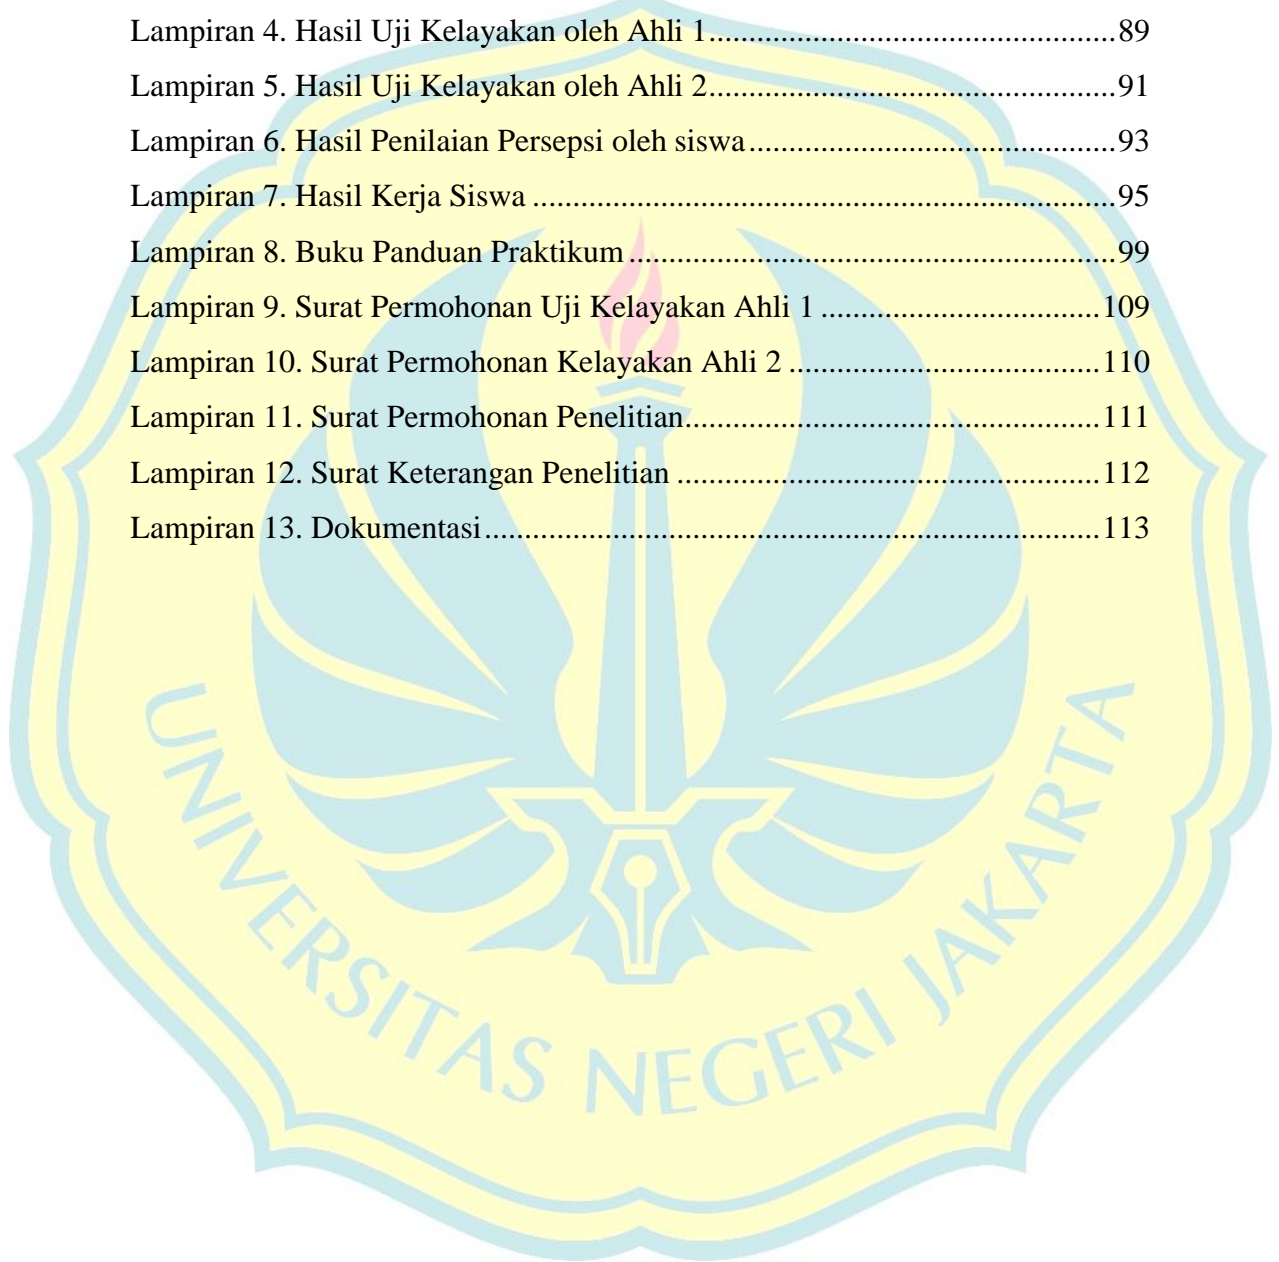 Lampiran 4. Hasil Uji Kelayakan oleh Ahli 1................................................89
Lampiran 5. Hasil Uji Kelayakan oleh Ahli 2................................................91
Lampiran 6. Hasil Penilaian Persepsi oleh siswa...........................................93
Lampiran 7. Hasil Kerja Siswa .....................................................................95
Lampiran 8. Buku Panduan Praktikum .........................................................99
Lampiran 9. Surat Permohonan Uji Kelayakan Ahli 1 .................................109
Lampiran 10. Surat Permohonan Kelayakan Ahli 2 .....................................110
Lampiran 11. Surat Permohonan Penelitian.................................................111
Lampiran 12. Surat Keterangan Penelitian ..................................................112
Lampiran 13. Dokumentasi.........................................................................113
UNIVERSITAS NEGERI JAKARTA